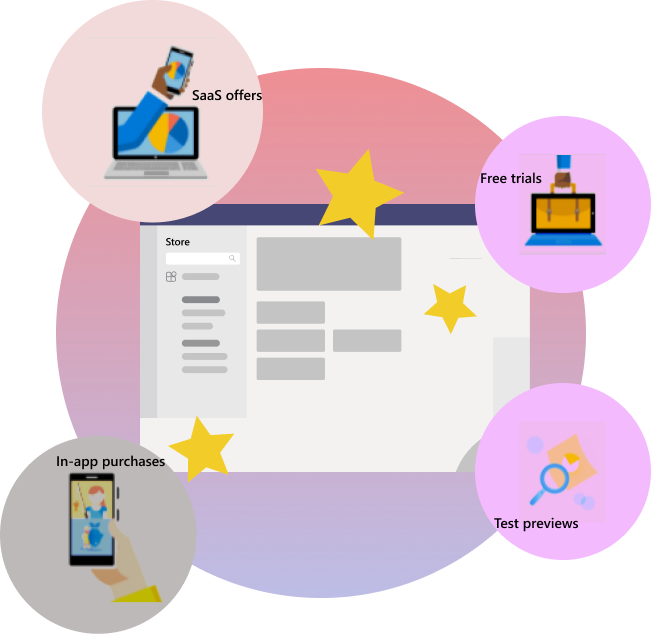 SaaS offers
Free trials
Store
In-app purchases
Test previews